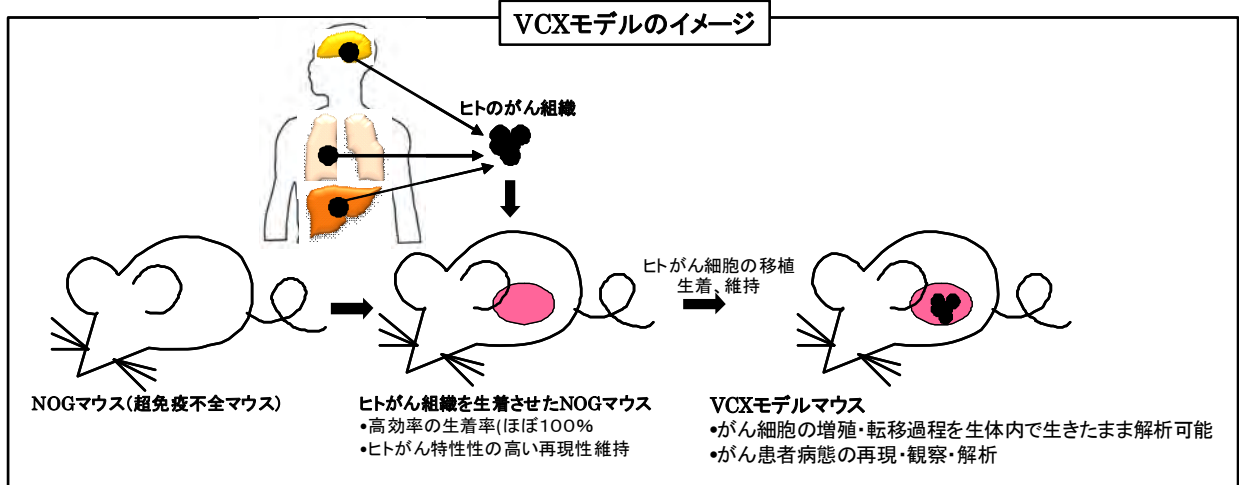 VCXモデルのイメージ
ヒトのがん組織
ヒトがん細胞の移植
生着、維持
NOGマウス(超免疫不全マウス)
ヒトがん組織を生着させたNOGマウス
•高効率の生着率(ほぼ100%
•ヒトがん特性性の高い再現性維持
VCXモデルマウス
•がん細胞の増殖・転移過程を生体内で生きたまま解析可能
•がん患者病態の再現・観察・解析